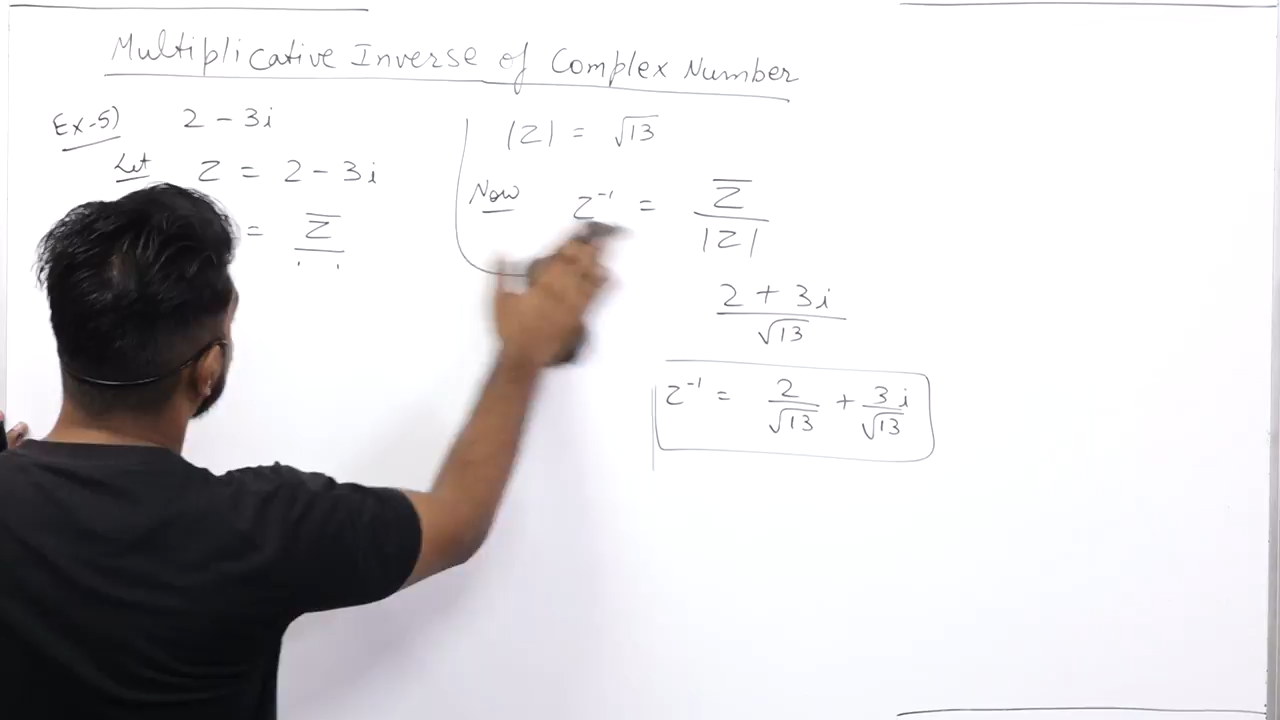 Multiplicative Inverse of Complex Number
Ex-5) 2 - 3i
Let Z = 2 - 3i
= Z̅
|Z| = √13
Now Z⁻¹ = Z̅ / |Z|
2 + 3i / √13
Z⁻¹ = 2/√13 + 3i/√13